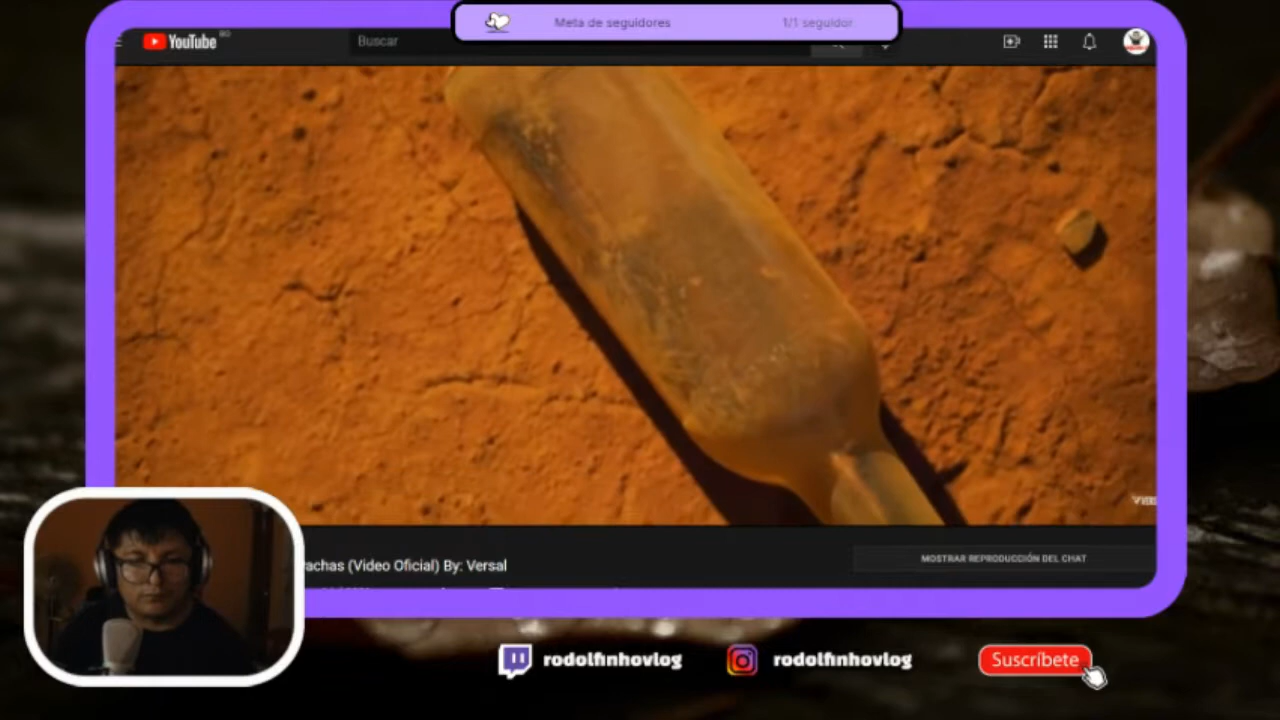 Meta de seguidores 1/1 seguidor
YouTube
Buscar
achas (Video Oficial) By: Versal
MOSTRAR REPRODUCCIÓN DEL CHAT
rodolfinhovlog rodolfinhovlog Suscríbete